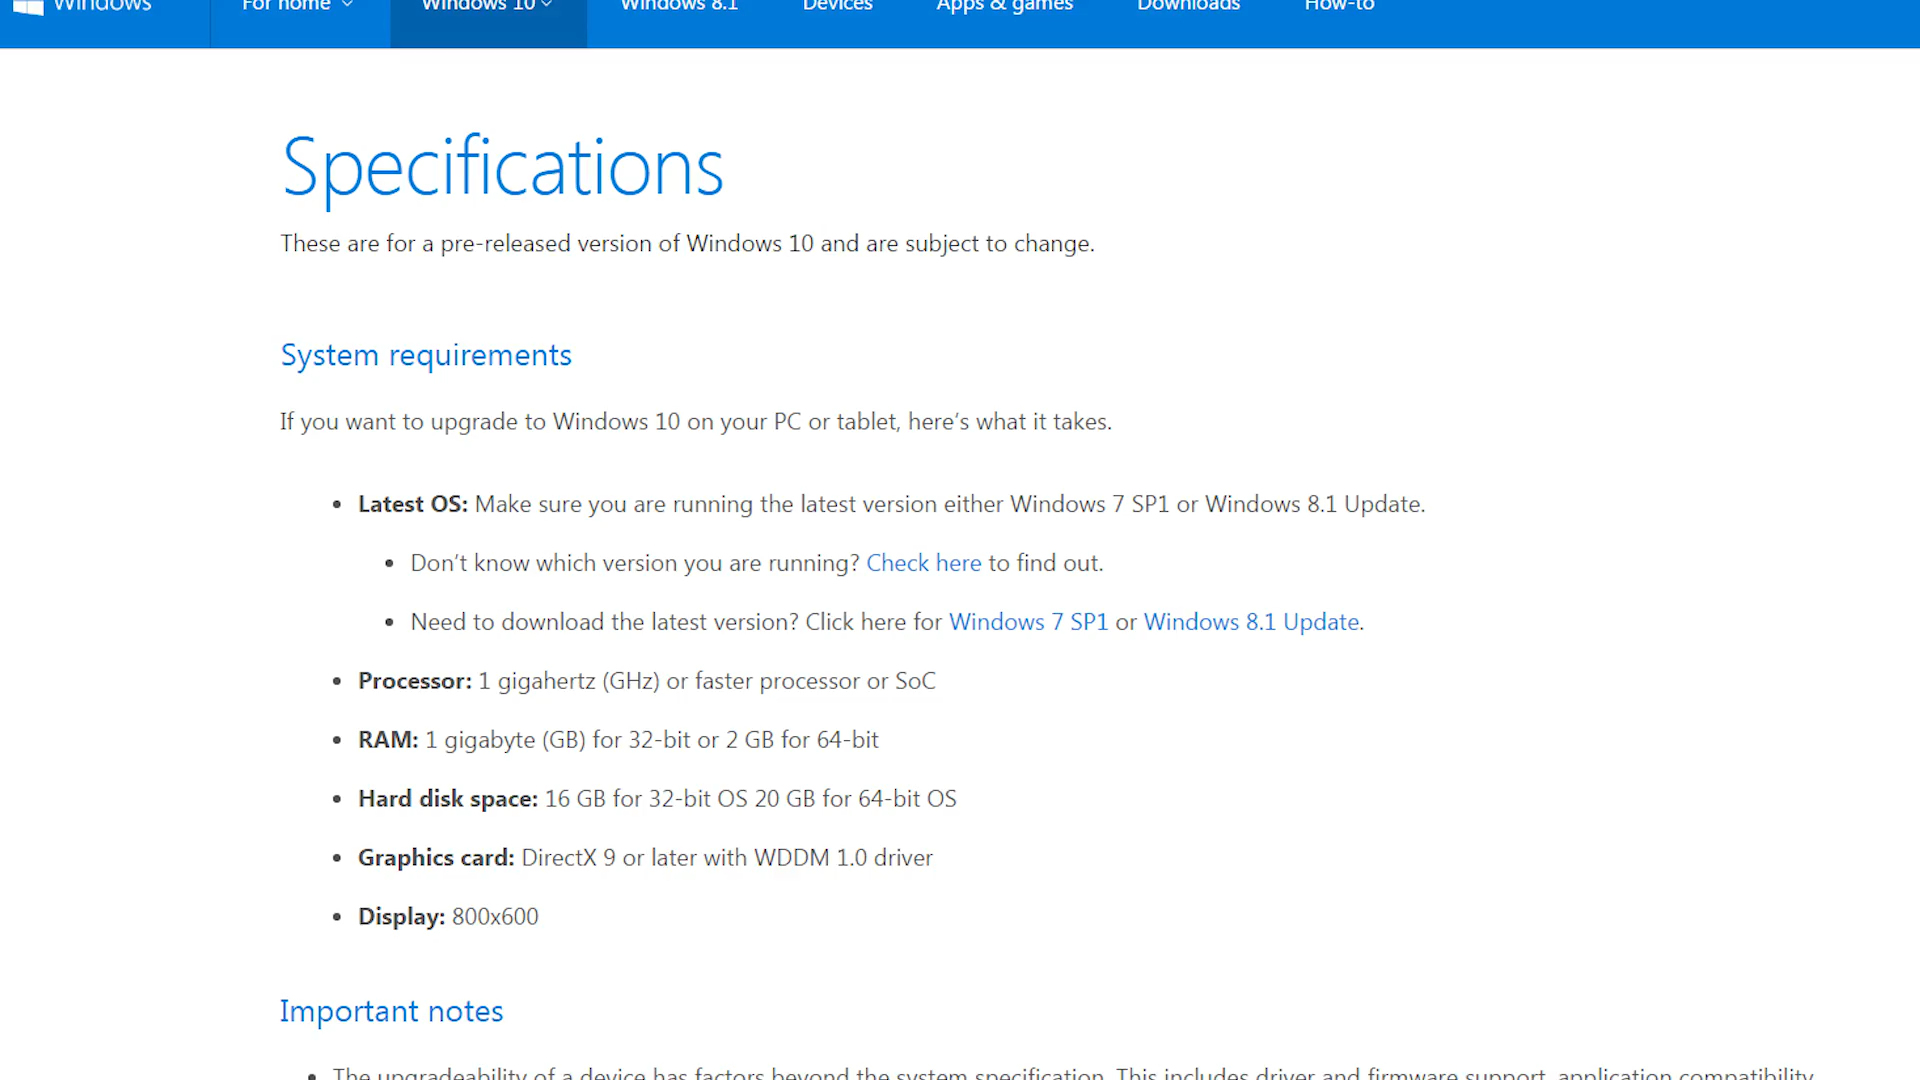 Windows For home Windows 10 Windows 8.1 Devices Apps & games Downloads How-to
Specifications
These are for a pre-released version of Windows 10 and are subject to change.
System requirements
If you want to upgrade to Windows 10 on your PC or tablet, here’s what it takes.
• Latest OS: Make sure you are running the latest version either Windows 7 SP1 or Windows 8.1 Update.
• Don’t know which version you are running? Check here to find out.
• Need to download the latest version? Click here for Windows 7 SP1 or Windows 8.1 Update.
• Processor: 1 gigahertz (GHz) or faster processor or SoC
• RAM: 1 gigabyte (GB) for 32-bit or 2 GB for 64-bit
• Hard disk space: 16 GB for 32-bit OS 20 GB for 64-bit OS
• Graphics card: DirectX 9 or later with WDDM 1.0 driver
• Display: 800x600
Important notes
• The upgradeability of a device has factors beyond the system specification. This includes driver and firmware support, application compatibility,